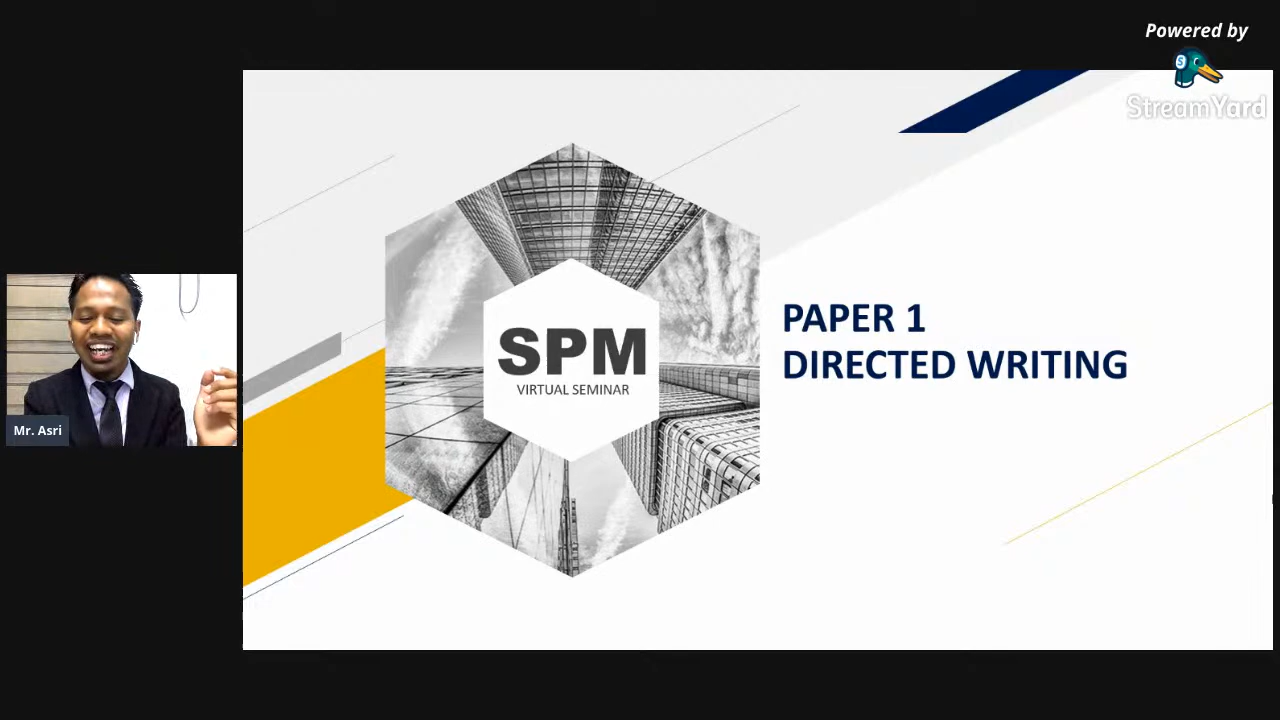 Powered by
StreamYard
SPM
VIRTUAL SEMINAR
PAPER 1
DIRECTED WRITING
Mr. Asri